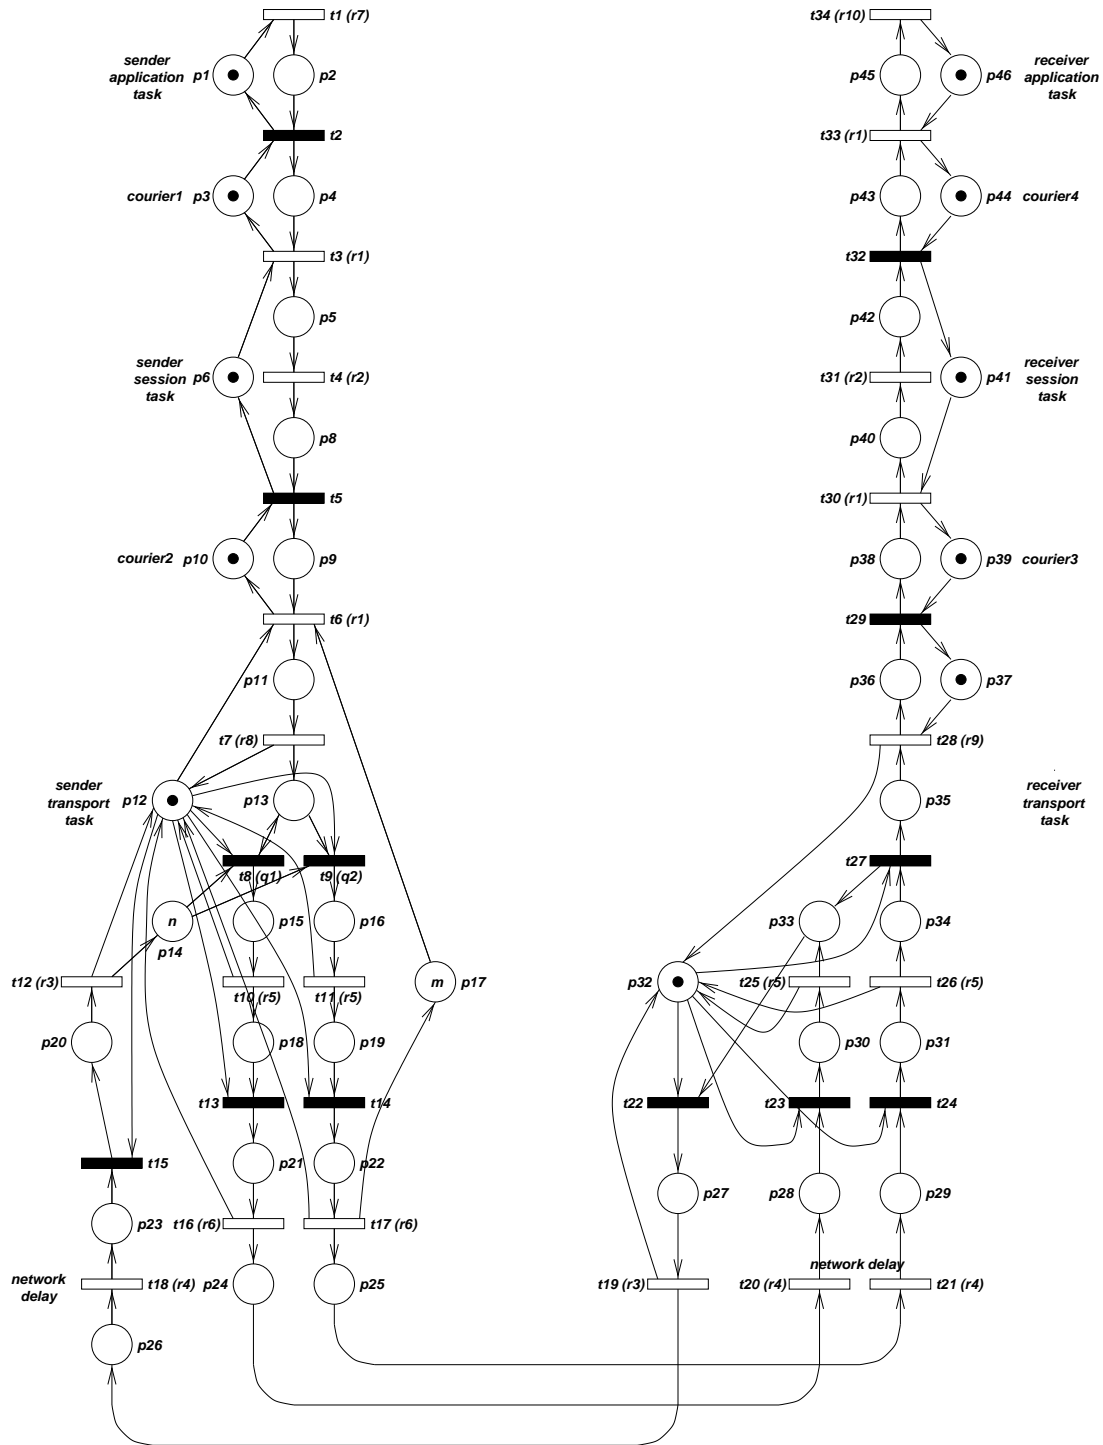 t1 (r7)
t34 (r10)
sender
application
task
p1
p2
p45
p46
receiver
application
task
t2
t33 (r1)
courier1
p3
p4
p43
p44
courier4
t3 (r1)
t32
p5
p42
sender
session
task
p6
t4 (r2)
t31 (r2)
p41
receiver
session
task
p8
p40
t5
t30 (r1)
courier2
p10
p9
p38
p39
courier3
t6 (r1)
t29
p11
p36
p37
t7 (r8)
t28 (r9)
sender
transport
task
p12
p13
p35
receiver
transport
task
t8 (q1)
t9 (q2)
t27
n
p14
p15
p16
p33
p34
t12 (r3)
t10 (r5)
t11 (r5)
m
p17
p32
t25 (r5)
t26 (r5)
p20
p18
p19
p30
p31
t13
t14
t22
t23
t24
t15
p21
p22
p27
p28
p29
p23
t16 (r6)
t17 (r6)
network
delay
t18 (r4)
p24
p25
t19 (r3)
network delay
t20 (r4)
t21 (r4)
p26